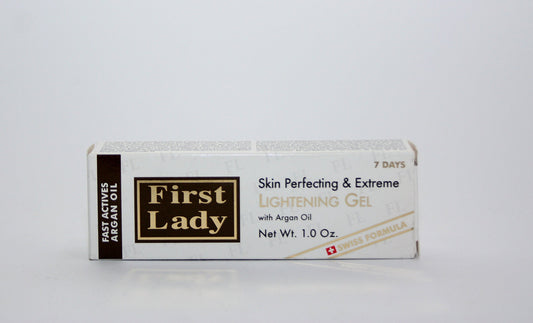 FAST ACTIVES
ARGAN OIL
First
Lady
7 DAYS
Skin Perfecting & Extreme
LIGHTENING GEL
with Argan Oil
Net Wt. 1.0 Oz.
SWISS FORMULA